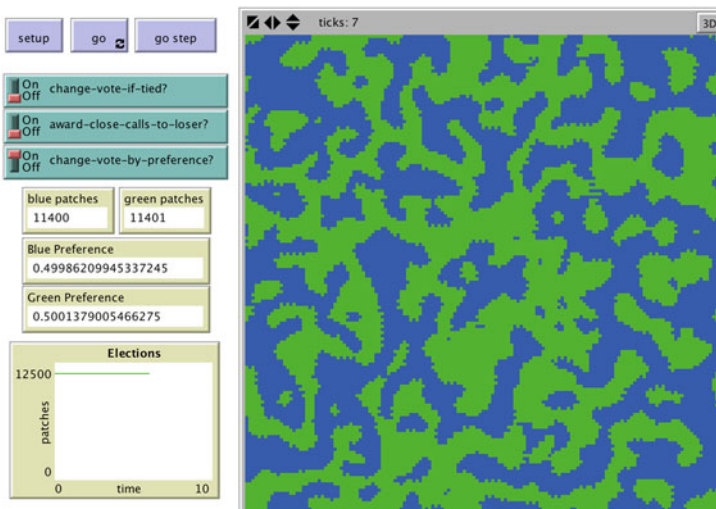 setup
go
go step
ticks: 7
3D
On
Off
change-vote-if-tied?
On
Off
award-close-calls-to-loser?
On
Off
change-vote-by-preference?
blue patches
11400
green patches
11401
Blue Preference
0.49986209945337245
Green Preference
0.5001379005466275
Elections
12500
patches
0
0
time
10